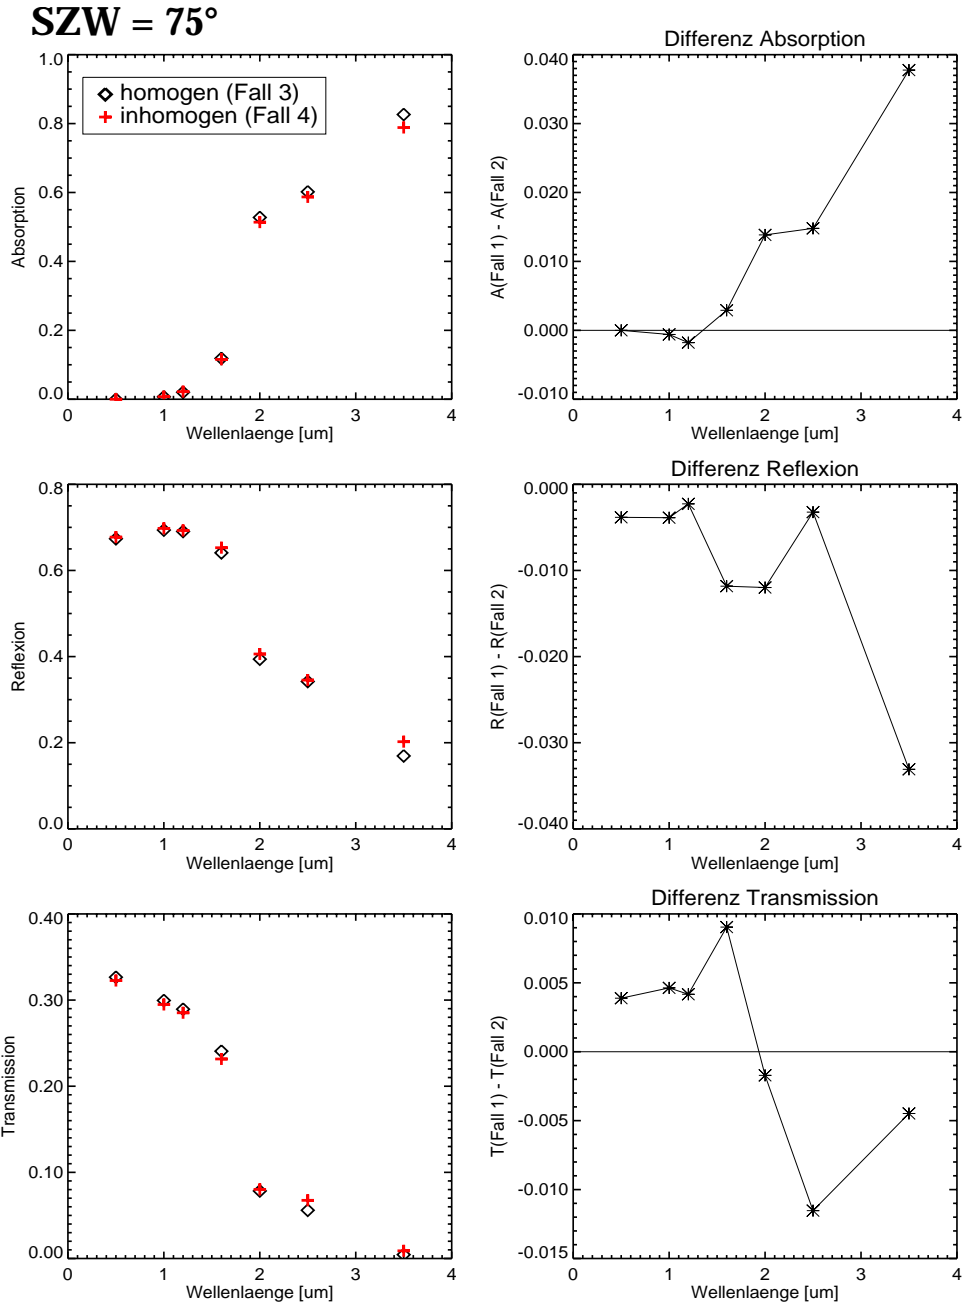 SZW = 75°
1.0
0.8
0.6
0.4
0.2
0.0
Absorption
homogen (Fall 3)
inhomogen (Fall 4)
0 1 2 3 4
Wellenlaenge [um]
Differenz Absorption
0.040
0.030
0.020
0.010
0.000
-0.010
A(Fall 1) - A(Fall 2)
0 1 2 3 4
Wellenlaenge [um]
0.8
0.6
0.4
0.2
0.0
Reflexion
0 1 2 3 4
Wellenlaenge [um]
Differenz Reflexion
0.000
-0.010
-0.020
-0.030
-0.040
R(Fall 1) - R(Fall 2)
0 1 2 3 4
Wellenlaenge [um]
0.40
0.30
0.20
0.10
0.00
Transmission
0 1 2 3 4
Wellenlaenge [um]
Differenz Transmission
0.010
0.005
0.000
-0.005
-0.010
-0.015
T(Fall 1) - T(Fall 2)
0 1 2 3 4
Wellenlaenge [um]